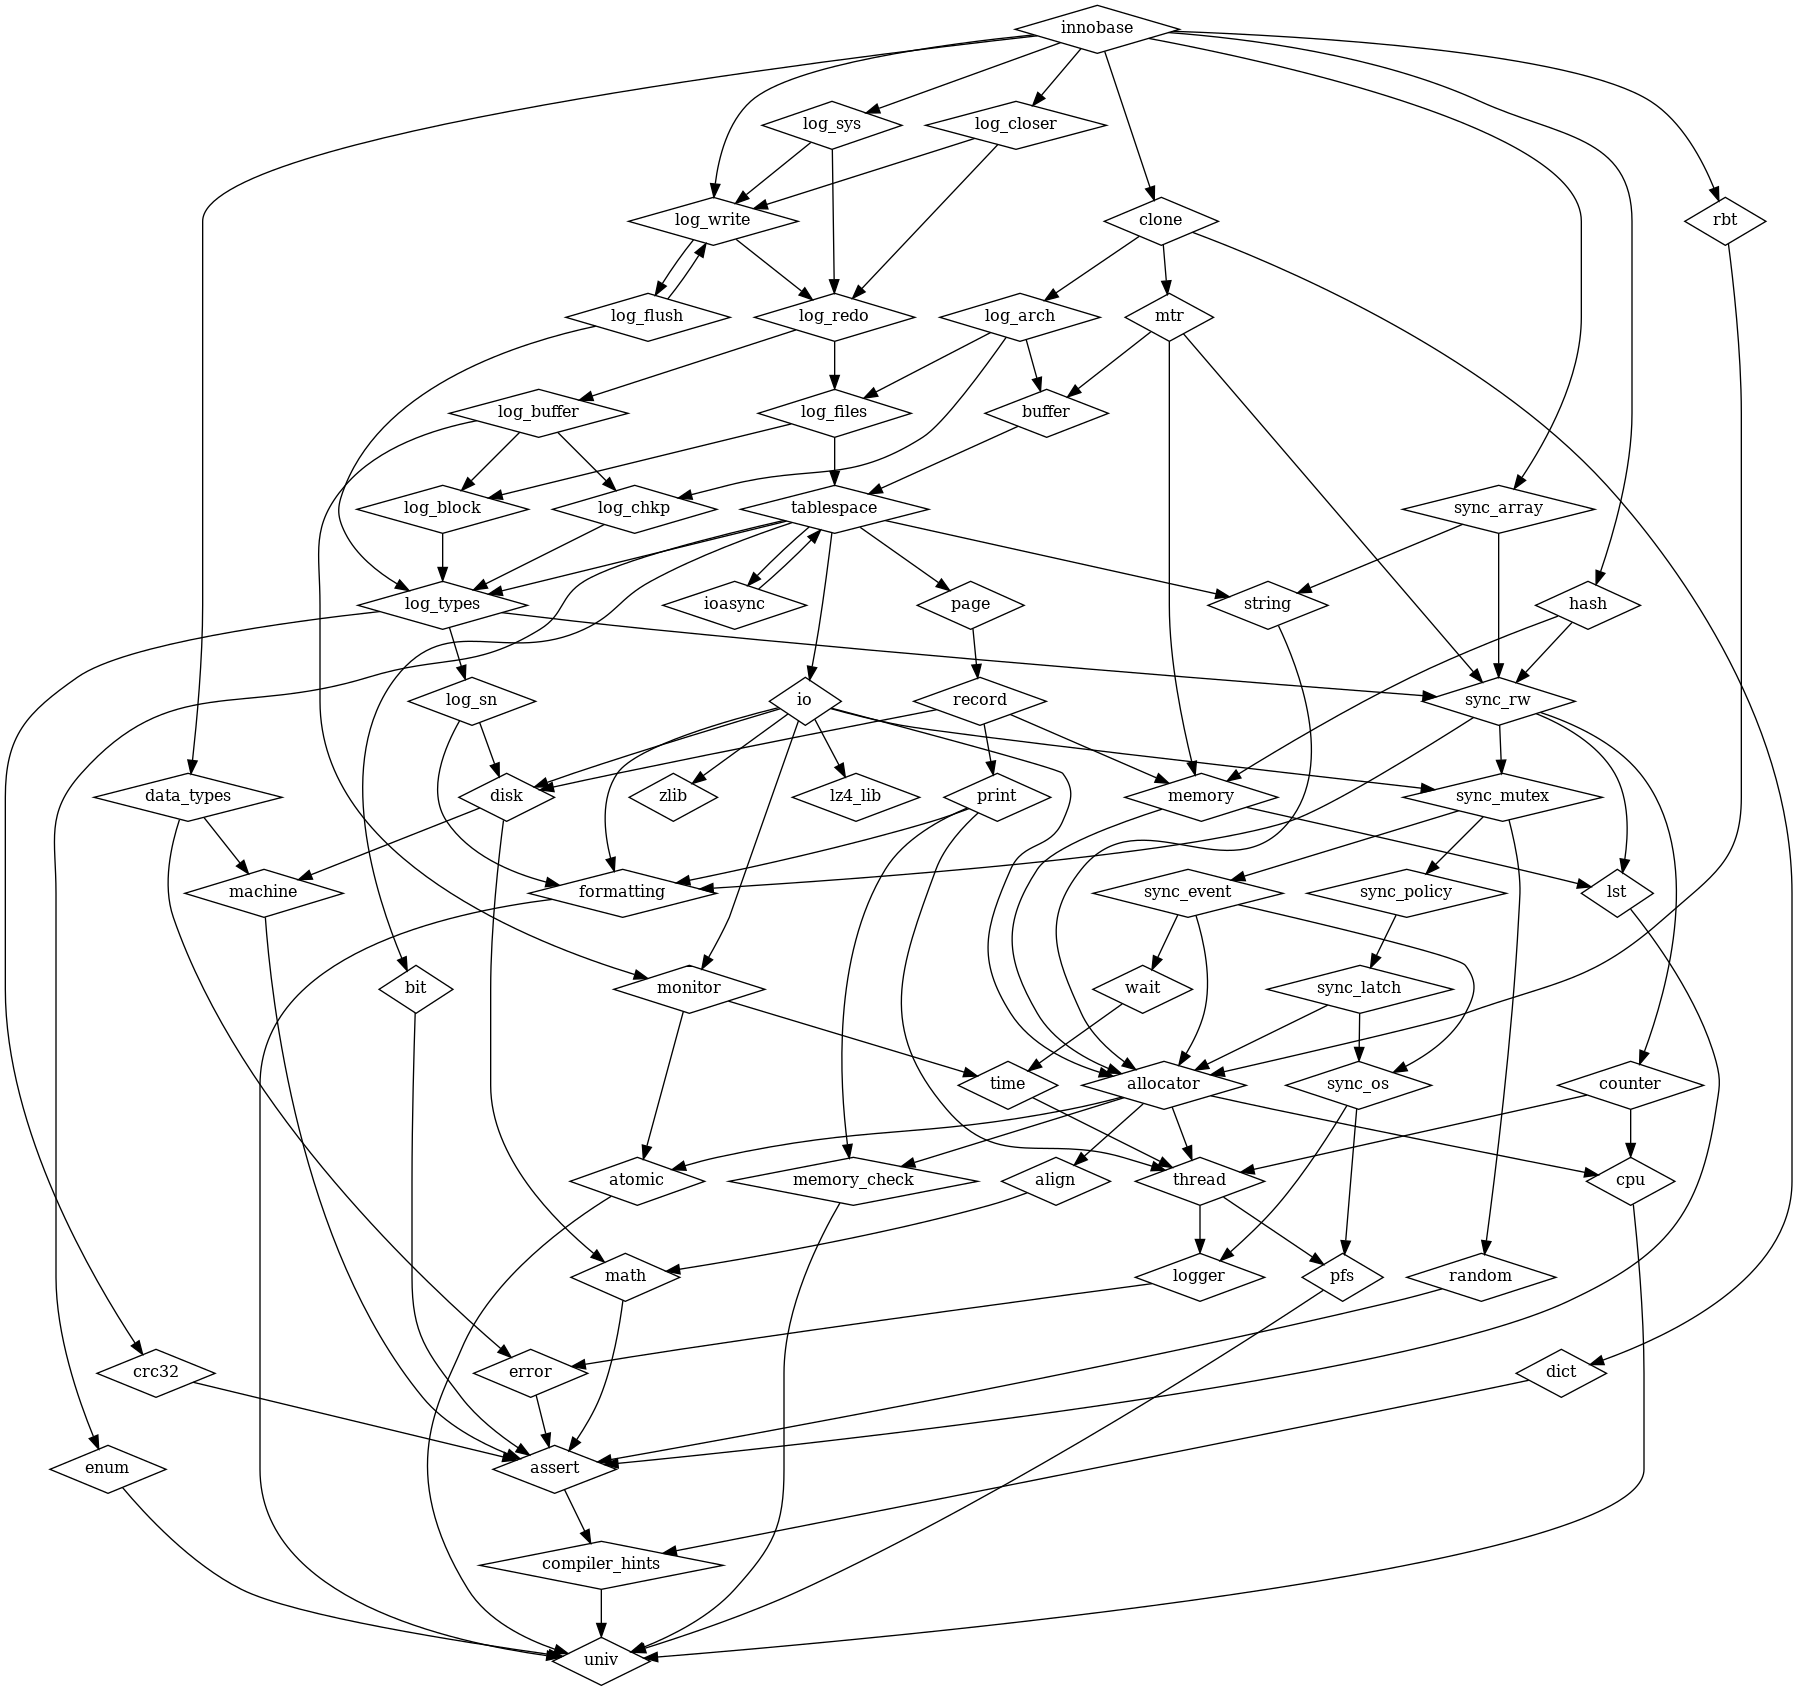 innobase
log_sys
log_closer
log_write
clone
rbt
log_flush
log_redo
log_arch
mtr
log_buffer
log_files
buffer
log_block
log_chkp
tablespace
sync_array
log_types
ioasync
page
string
hash
log_sn
io
record
sync_rw
data_types
disk
zlib
lz4_lib
print
memory
sync_mutex
machine
formatting
sync_event
sync_policy
lst
bit
monitor
wait
sync_latch
time
allocator
sync_os
counter
atomic
memory_check
align
thread
cpu
math
logger
pfs
random
crc32
error
dict
enum
assert
compiler_hints
univ